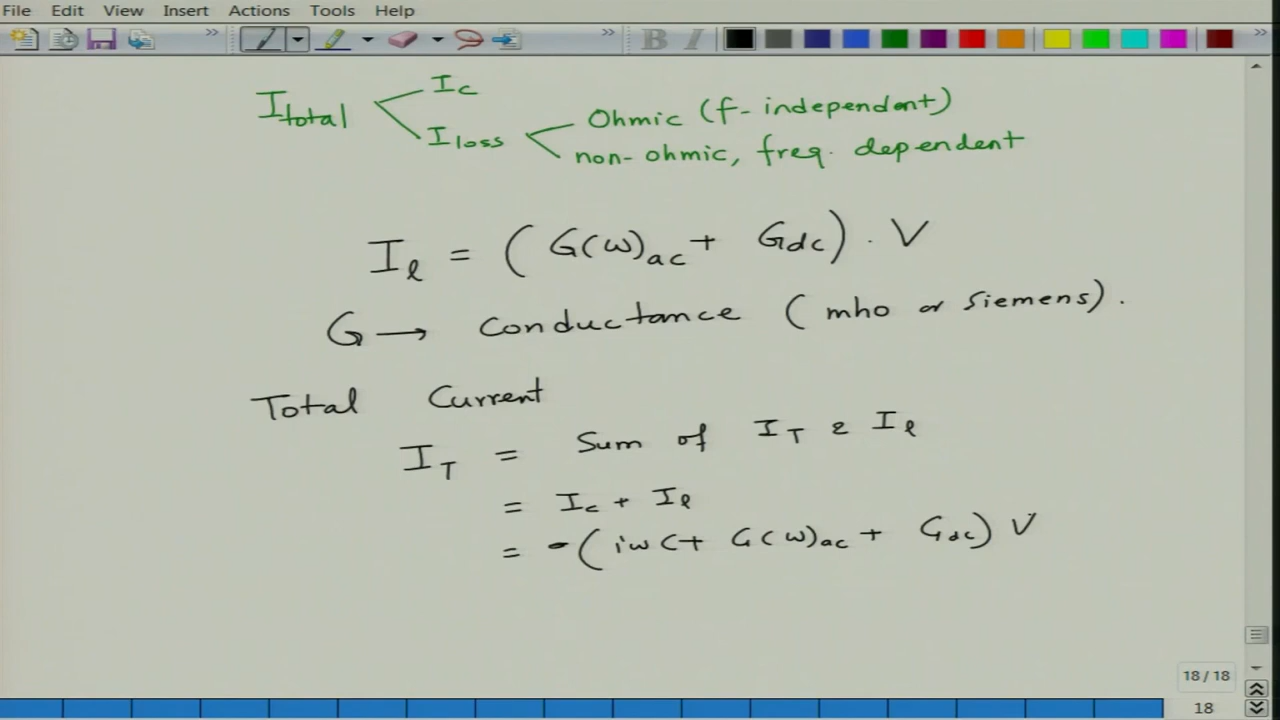 File Edit View Insert Actions Tools Help
I_total I_c
I_loss Ohmic (f-independent)
non-ohmic, freq. dependent
I_l = (G(ω)_ac + G_dc) . V
G → conductance (mho or Siemens).
Total Current
I_T = Sum of I_T & I_l
= I_c + I_l
= -(iωC + G(ω)_ac + G_dc) V
18 / 18
18